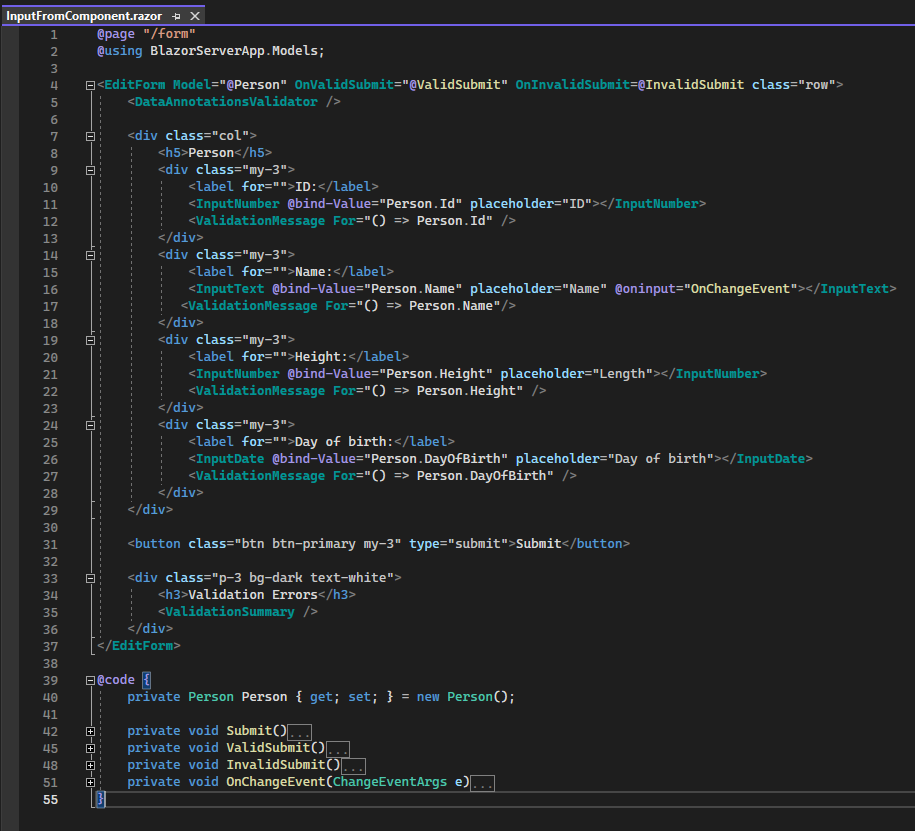 InputFromComponent.razor
1 @page "/form"
2 @using BlazorServerApp.Models;
3
4 <EditForm Model="@Person" OnValidSubmit="@ValidSubmit" OnInvalidSubmit=@InvalidSubmit class="row">
5 <DataAnnotationsValidator />
6
7 <div class="col">
8 <h5>Person</h5>
9 <div class="my-3">
10 <label for="">ID:</label>
11 <InputNumber @bind-Value="Person.Id" placeholder="ID"></InputNumber>
12 <ValidationMessage For="() => Person.Id" />
13 </div>
14 <div class="my-3">
15 <label for="">Name:</label>
16 <InputText @bind-Value="Person.Name" placeholder="Name" @oninput="OnChangeEvent"></InputText>
17 <ValidationMessage For="() => Person.Name"/>
18 </div>
19 <div class="my-3">
20 <label for="">Height:</label>
21 <InputNumber @bind-Value="Person.Height" placeholder="Length"></InputNumber>
22 <ValidationMessage For="() => Person.Height" />
23 </div>
24 <div class="my-3">
25 <label for="">Day of birth:</label>
26 <InputDate @bind-Value="Person.DayOfBirth" placeholder="Day of birth"></InputDate>
27 <ValidationMessage For="() => Person.DayOfBirth" />
28 </div>
29 </div>
30
31 <button class="btn btn-primary my-3" type="submit">Submit</button>
32
33 <div class="p-3 bg-dark text-white">
34 <h3>Validation Errors</h3>
35 <ValidationSummary />
36 </div>
37 </EditForm>
38
39 @code {
40 private Person Person { get; set; } = new Person();
41
42 private void Submit()...
45 private void ValidSubmit()...
48 private void InvalidSubmit()...
51 private void OnChangeEvent(ChangeEventArgs e)...
55 }